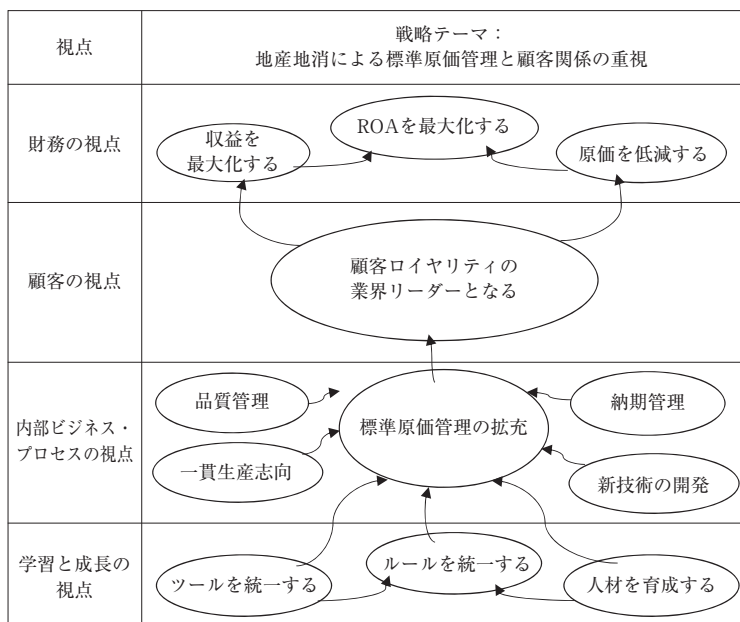 視点
戦略テーマ：
地産地消による標準原価管理と顧客関係の重視
財務の視点
収益を
最大化する
ROAを最大化する
原価を低減する
顧客の視点
顧客ロイヤリティの
業界リーダーとなる
内部ビジネス・
プロセスの視点
品質管理
一貫生産志向
標準原価管理の拡充
納期管理
新技術の開発
学習と成長の
視点
ツールを統一する
ルールを統一する
人材を育成する